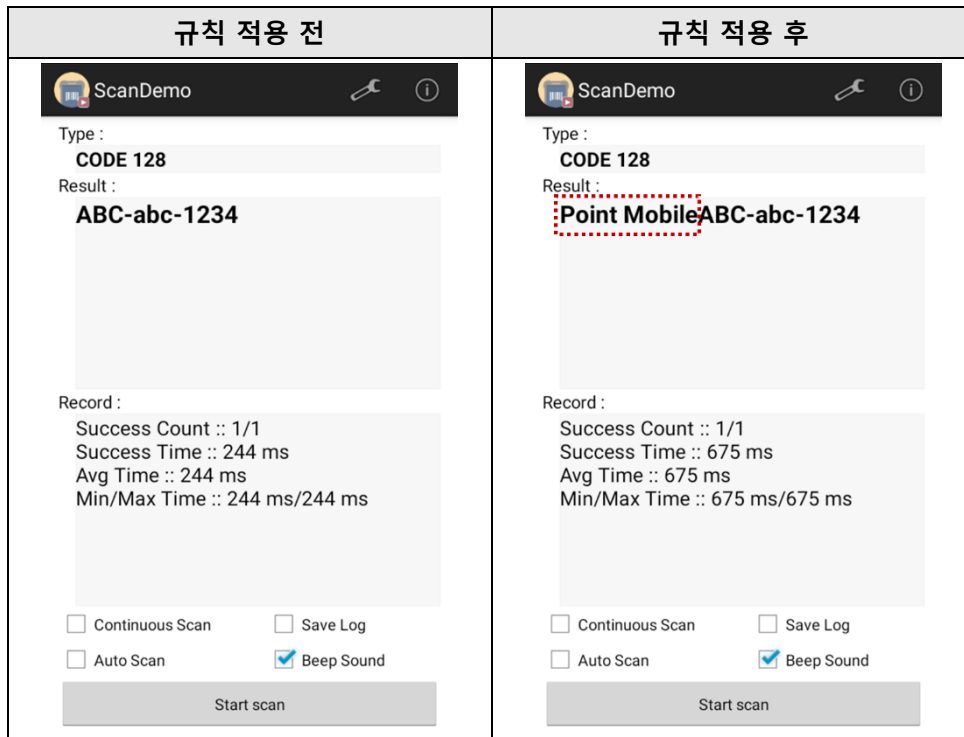 규칙 적용 전
ScanDemo
Type :
CODE 128
Result :
ABC-abc-1234
Record :
Success Count :: 1/1
Success Time :: 244 ms
Avg Time :: 244 ms
Min/Max Time :: 244 ms/244 ms
Continuous Scan Save Log
Auto Scan Beep Sound
Start scan
규칙 적용 후
ScanDemo
Type :
CODE 128
Result :
Point MobileABC-abc-1234
Record :
Success Count :: 1/1
Success Time :: 675 ms
Avg Time :: 675 ms
Min/Max Time :: 675 ms/675 ms
Continuous Scan Save Log
Auto Scan Beep Sound
Start scan